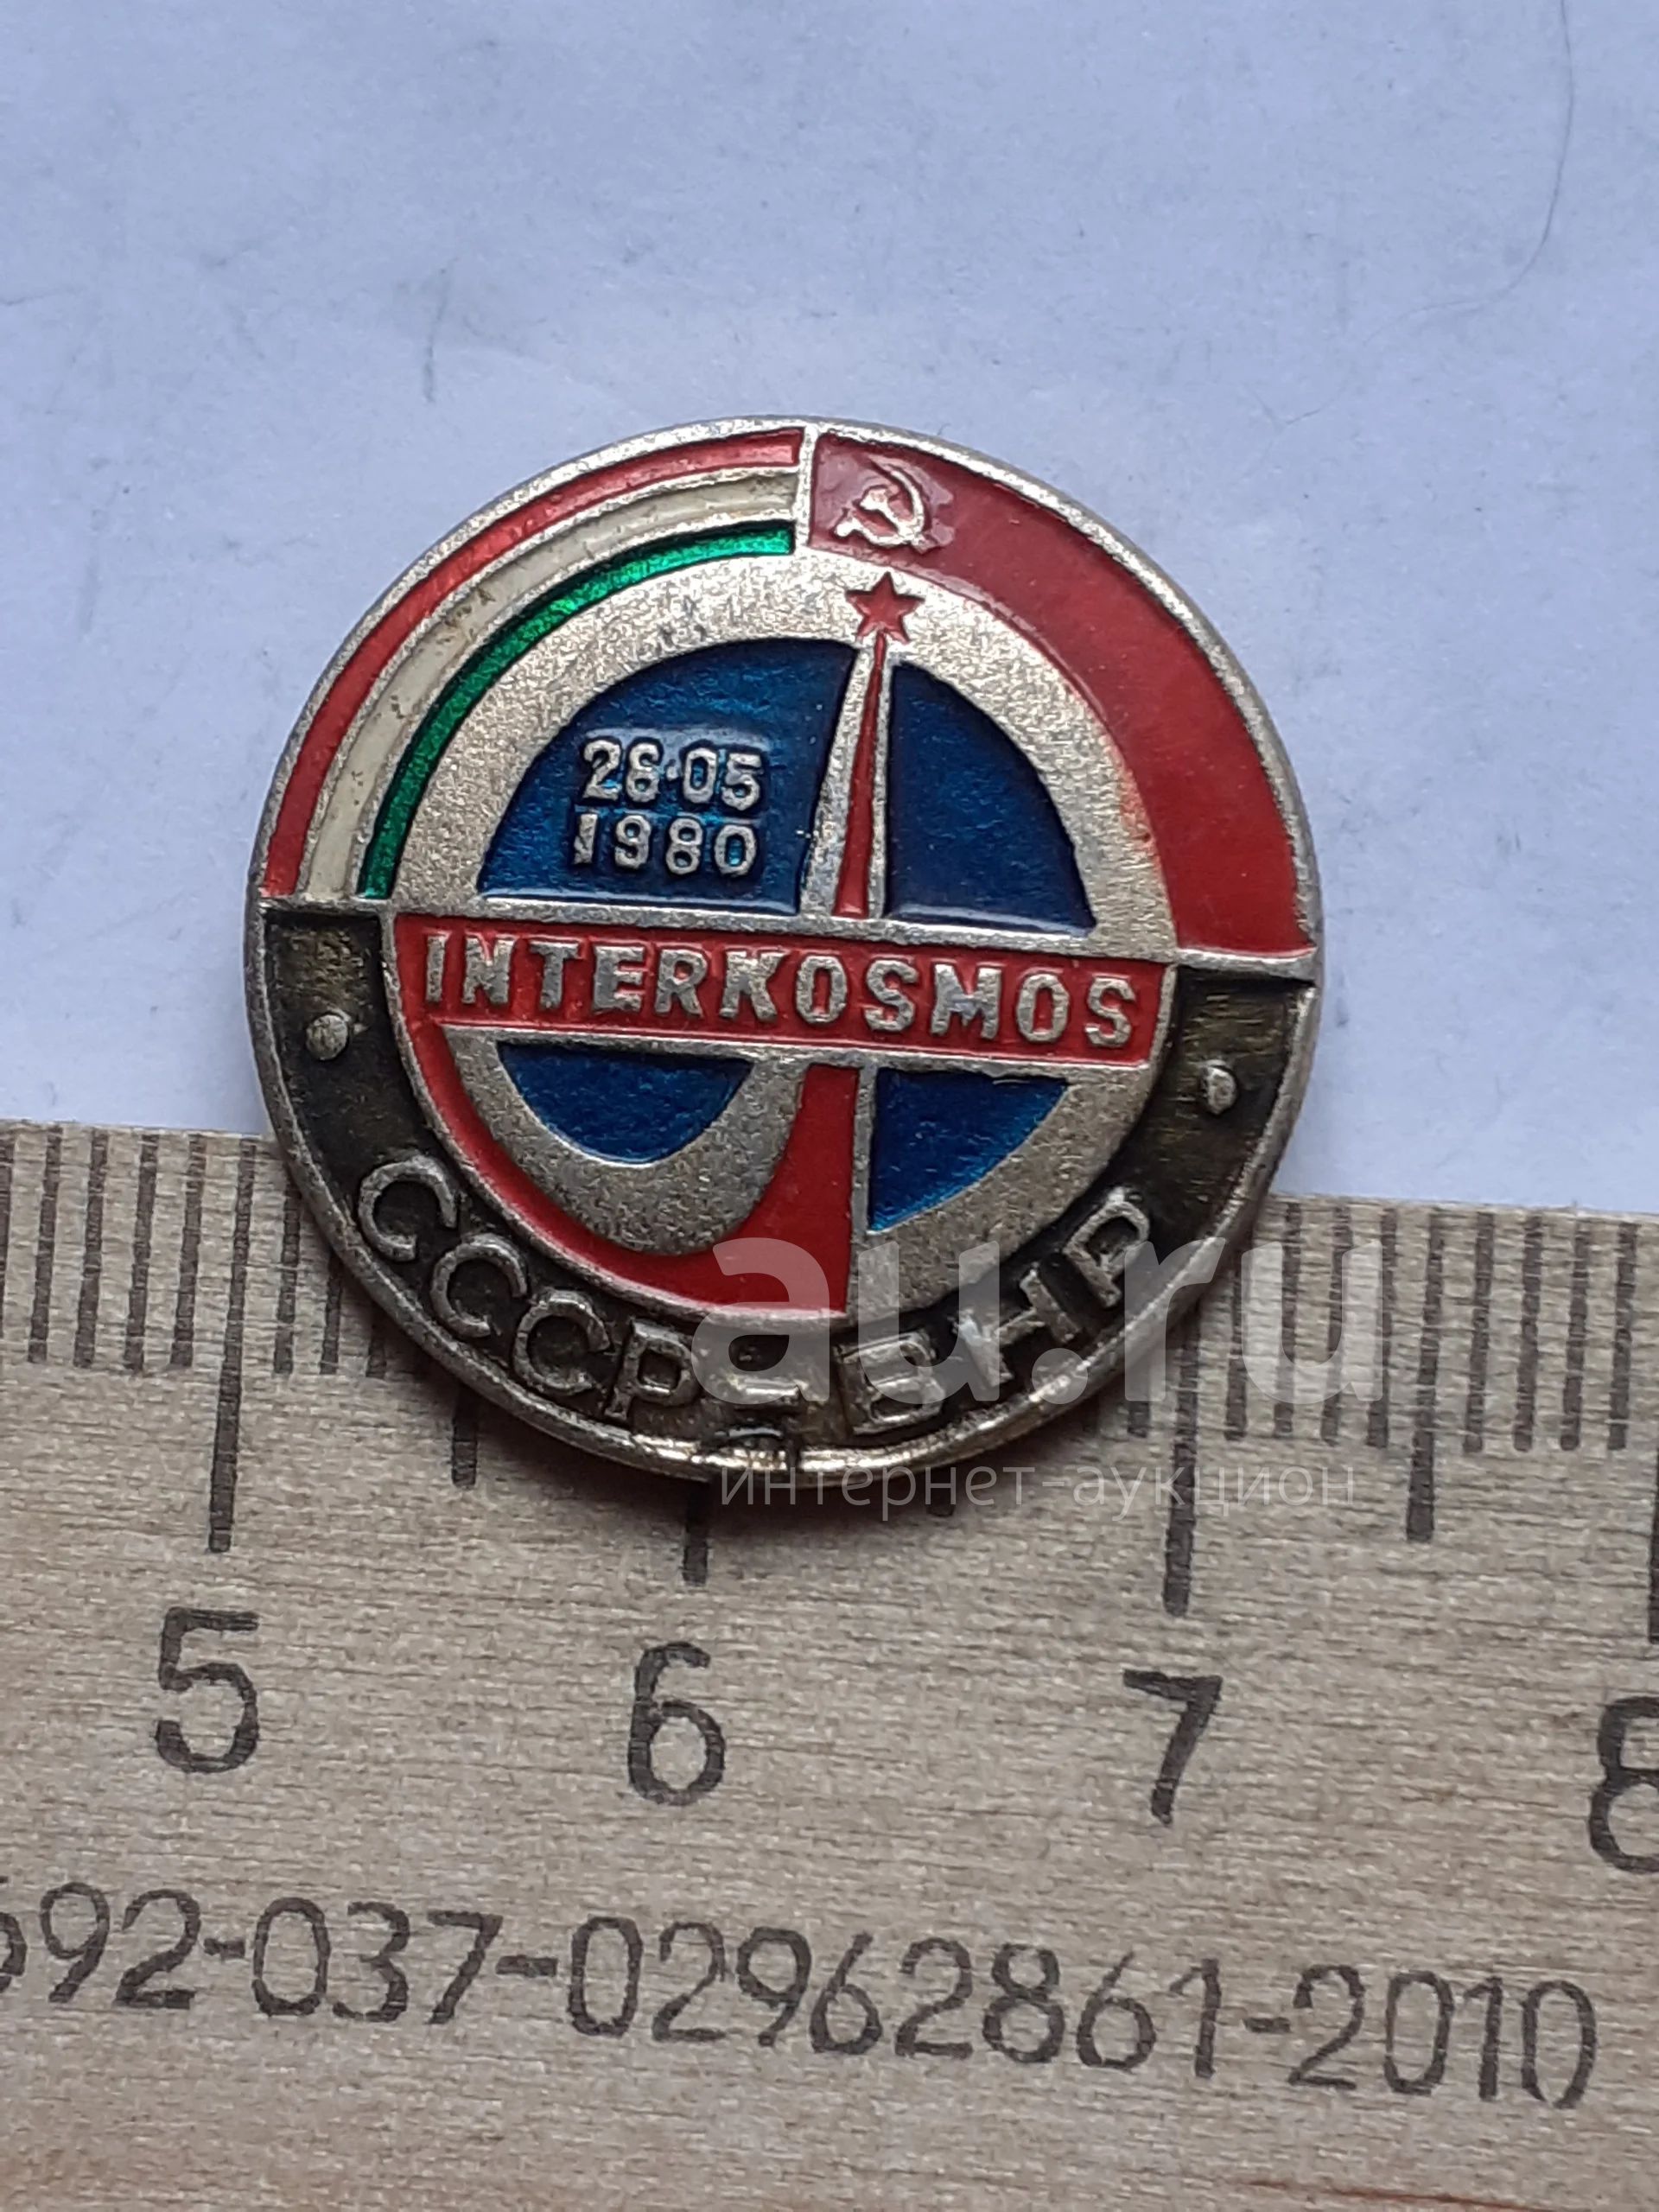 26·05
1980
INTERKOSMOS
СССР-ВНР
au.ru
интернет-аукцион
5 6 7 8
592-037-02962861-2010